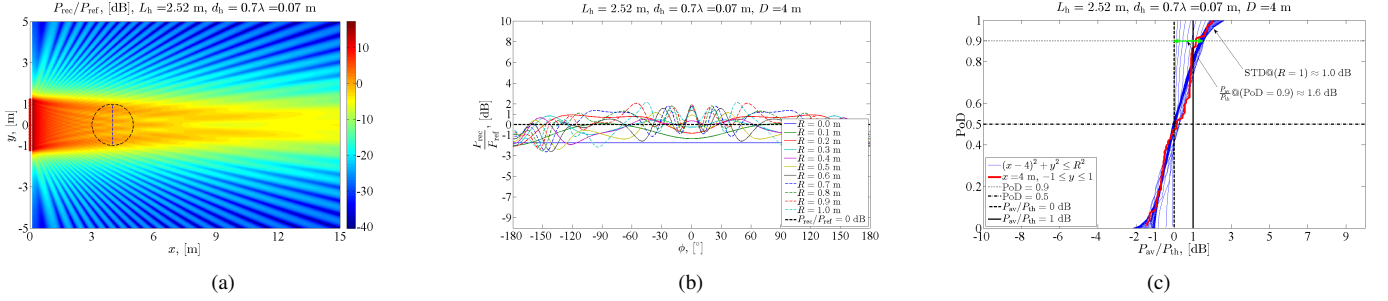 P_rec/P_ref, [dB], L_h =2.52 m, d_h = 0.7λ =0.07 m
y, [m]
5
4
3
2
1
0
-1
-2
-3
-4
-5
0 3 6 9 12 15
x, [m]
10
0
-10
-20
-30
-40
(a)
L_h = 2.52 m, d_h = 0.7λ =0.07 m, D =4 m
P_rec/P_ref, [dB]
10
8
6
4
2
0
-1
-3
-5
-7
-9
-180 -150 -120 -90 -60 -30 0 30 60 90 120 150 180
φ, [°]
R = 0.0 m
R = 0.1 m
R = 0.2 m
R = 0.3 m
R = 0.4 m
R = 0.5 m
R = 0.6 m
R = 0.7 m
R = 0.8 m
R = 0.9 m
R = 1.0 m
P_rec/P_ref = 0 dB
(b)
L_h = 2.52 m, d_h = 0.7λ =0.07 m, D =4 m
PoD
1
0.9
0.8
0.6
0.5
0.4
0.2
0
STD@(R = 1) ≈ 1.0 dB
P_av/P_th@(PoD = 0.9) ≈ 1.6 dB
(x − 4)² + y² ≤ R²
x =4 m, −1 ≤ y ≤ 1
PoD = 0.9
PoD = 0.5
P_av/P_th = 0 dB
P_av/P_th = 1 dB
-10 -8 -6 -4 -2 -1 0 1 3 5 7 9
P_av/P_th, [dB]
(c)